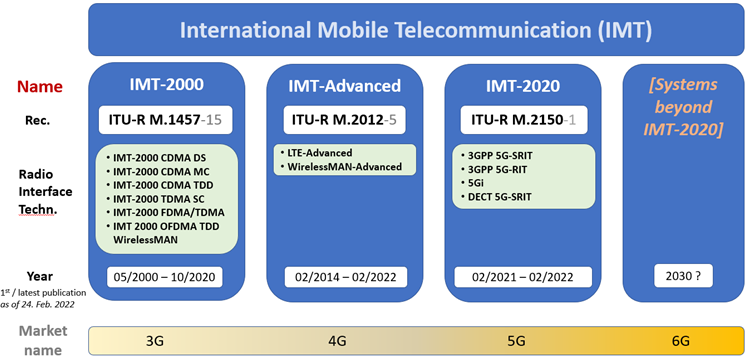 International Mobile Telecommunication (IMT)
Name
IMT-2000
IMT-Advanced
IMT-2020
[Systems
beyond
IMT-2020]
Rec.
ITU-R M.1457-15
ITU-R M.2012-5
ITU-R M.2150-1
Radio
Interface
Techn.
• IMT-2000 CDMA DS
• IMT-2000 CDMA MC
• IMT-2000 CDMA TDD
• IMT-2000 TDMA SC
• IMT-2000 FDMA/TDMA
• IMT 2000 OFDMA TDD
WirelessMAN
• LTE-Advanced
• WirelessMAN-Advanced
• 3GPP 5G-SRIT
• 3GPP 5G-RIT
• 5Gi
• DECT 5G-SRIT
Year
1st / latest publication
as of 24. Feb. 2022
05/2000 – 10/2020
02/2014 – 02/2022
02/2021 – 02/2022
2030 ?
Market
name
3G
4G
5G
6G